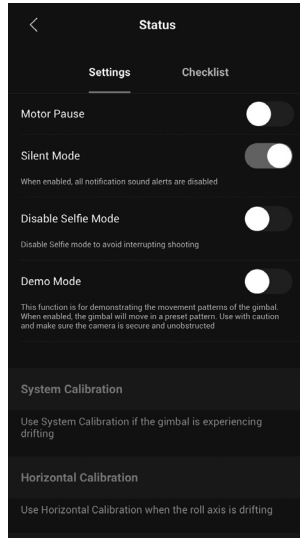 Status
Settings Checklist
Motor Pause
Silent Mode
When enabled, all notification sound alerts are disabled
Disable Selfie Mode
Disable Selfie mode to avoid interrupting shooting
Demo Mode
This function is for demonstrating the movement patterns of the gimbal.
When enabled, the gimbal will move in a preset pattern. Use with caution
and make sure the camera is secure and unobstructed
System Calibration
Use System Calibration if the gimbal is experiencing
drifting
Horizontal Calibration
Use Horizontal Calibration when the roll axis is drifting